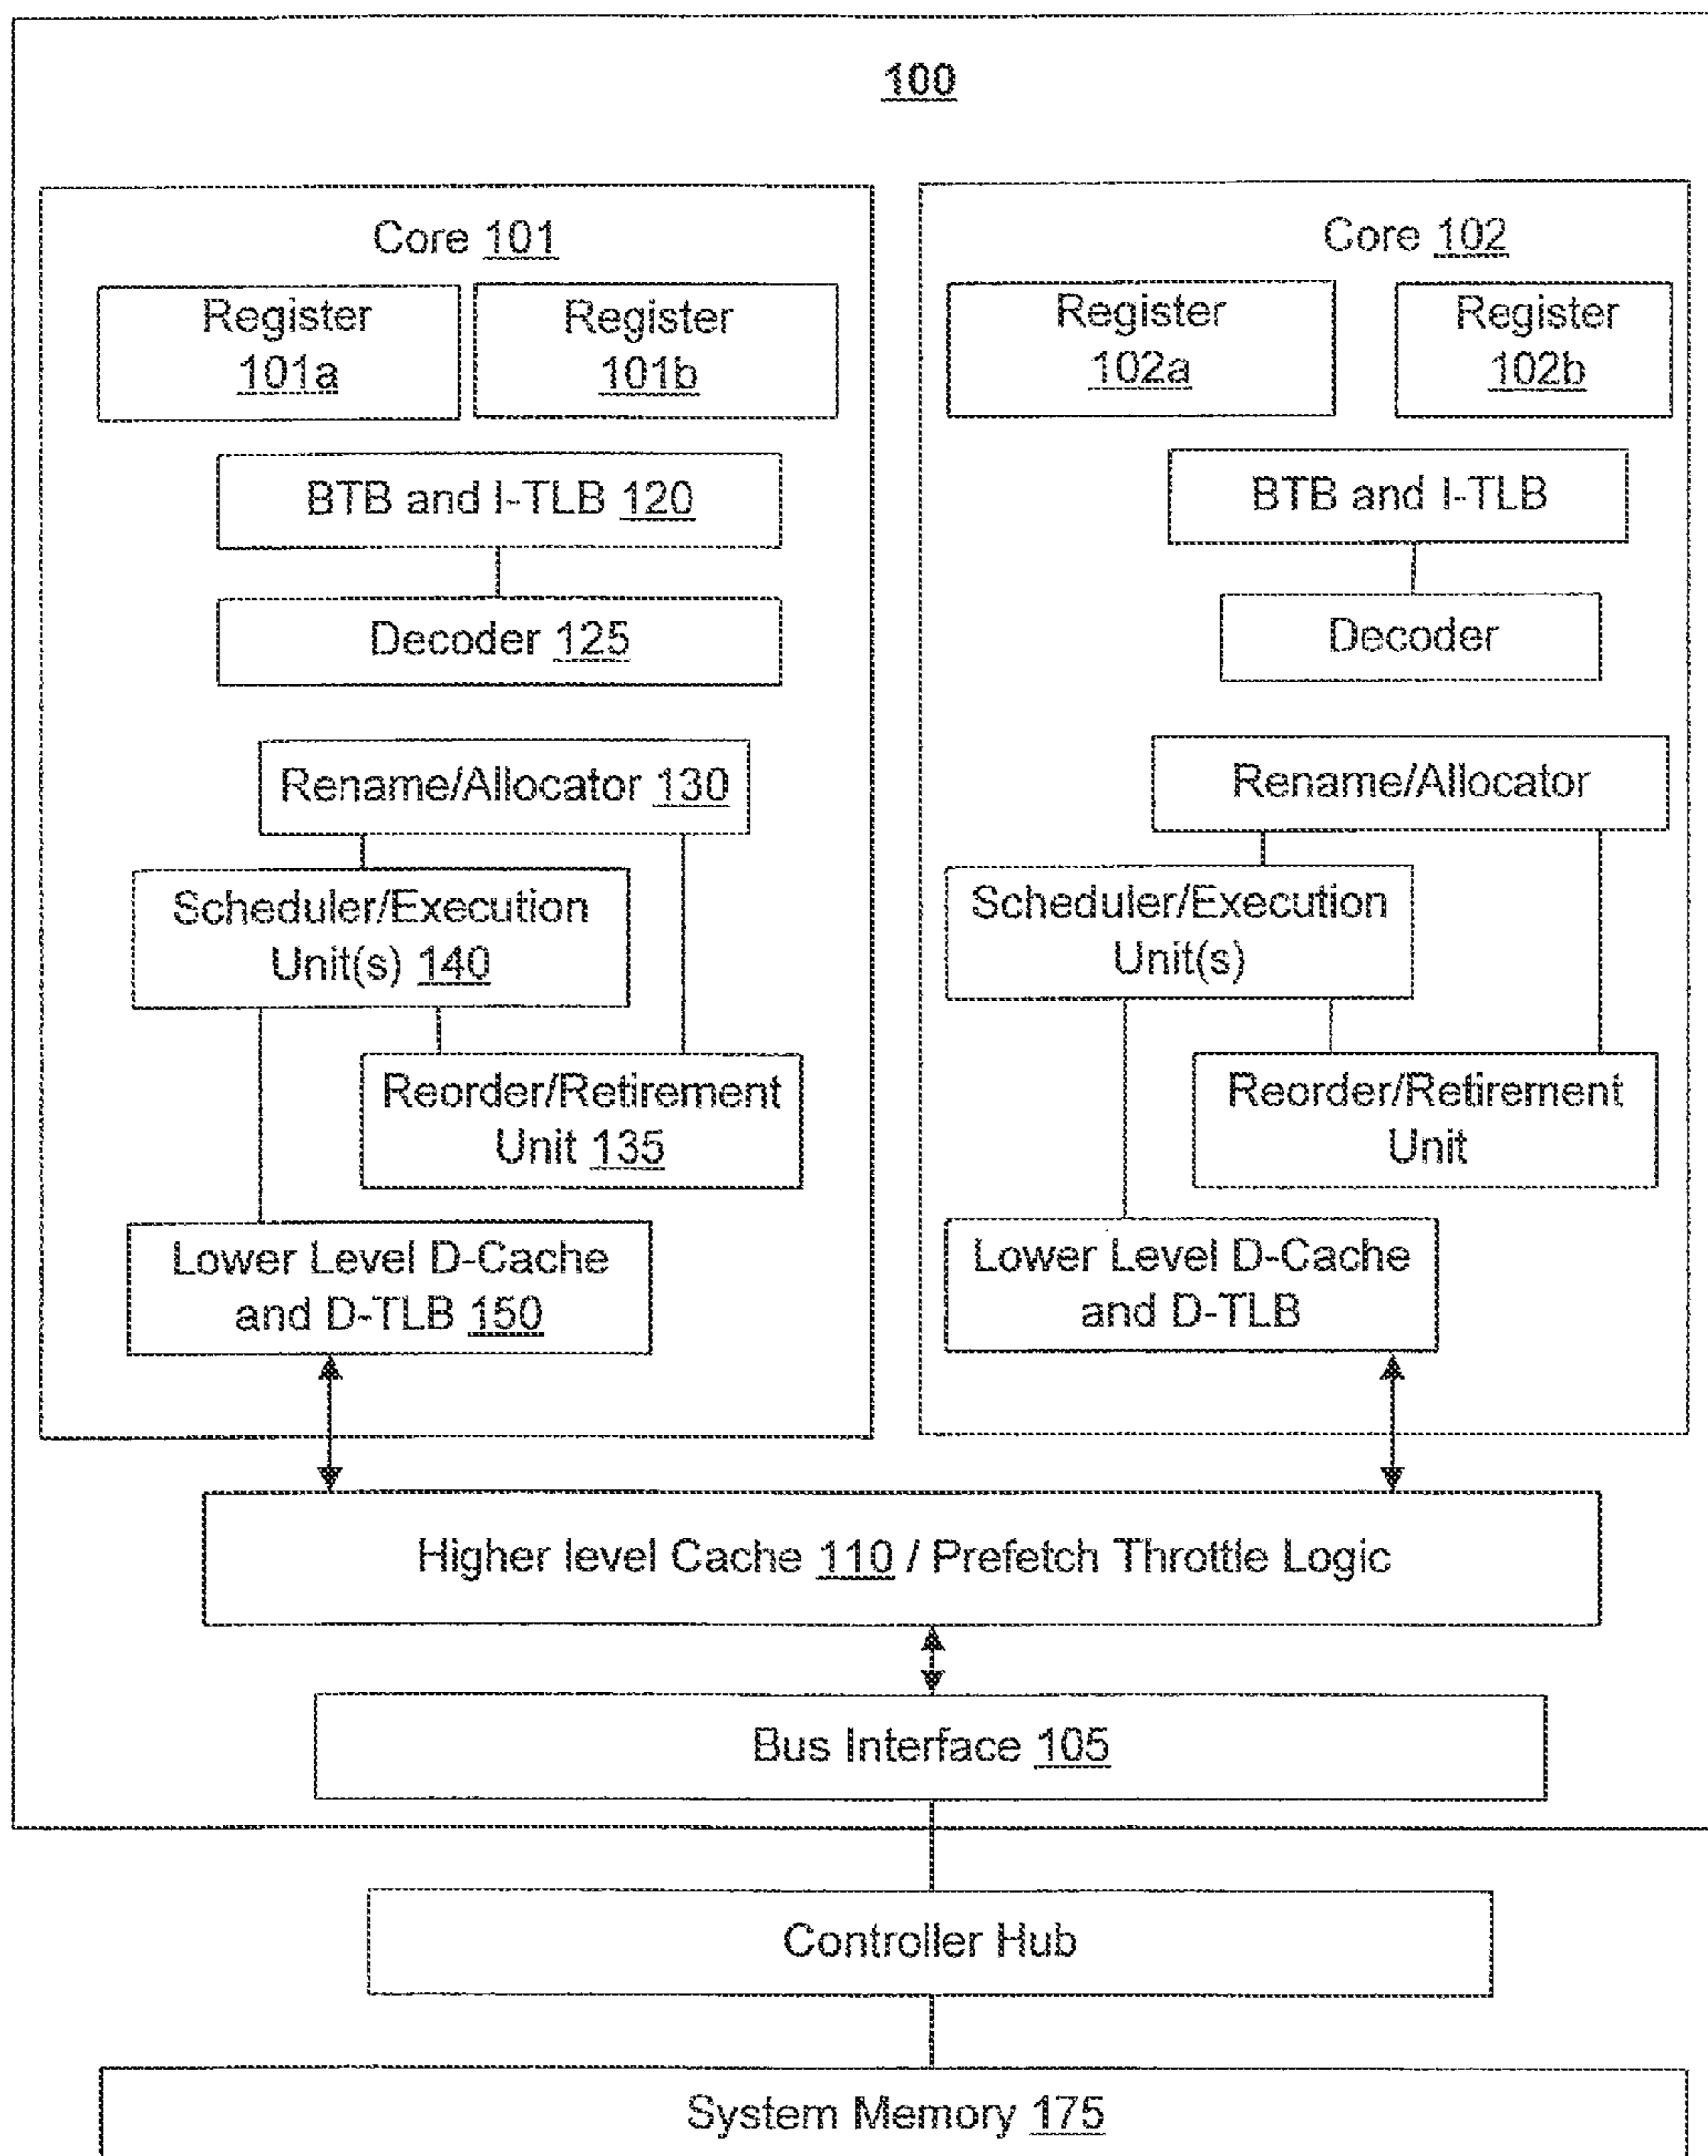 100
Core 101
Register
101a
Register
101b
BTB and I-TLB 120
Decoder 125
Rename/Allocator 130
Scheduler/Execution
Unit(s) 140
Reorder/Retirement
Unit 135
Lower Level D-Cache
and D-TLB 150
Core 102
Register
102a
Register
102b
BTB and I-TLB
Decoder
Rename/Allocator
Scheduler/Execution
Unit(s)
Reorder/Retirement
Unit
Lower Level D-Cache
and D-TLB
Higher level Cache 110 / Prefetch Throttle Logic
Bus Interface 105
Controller Hub
System Memory 175